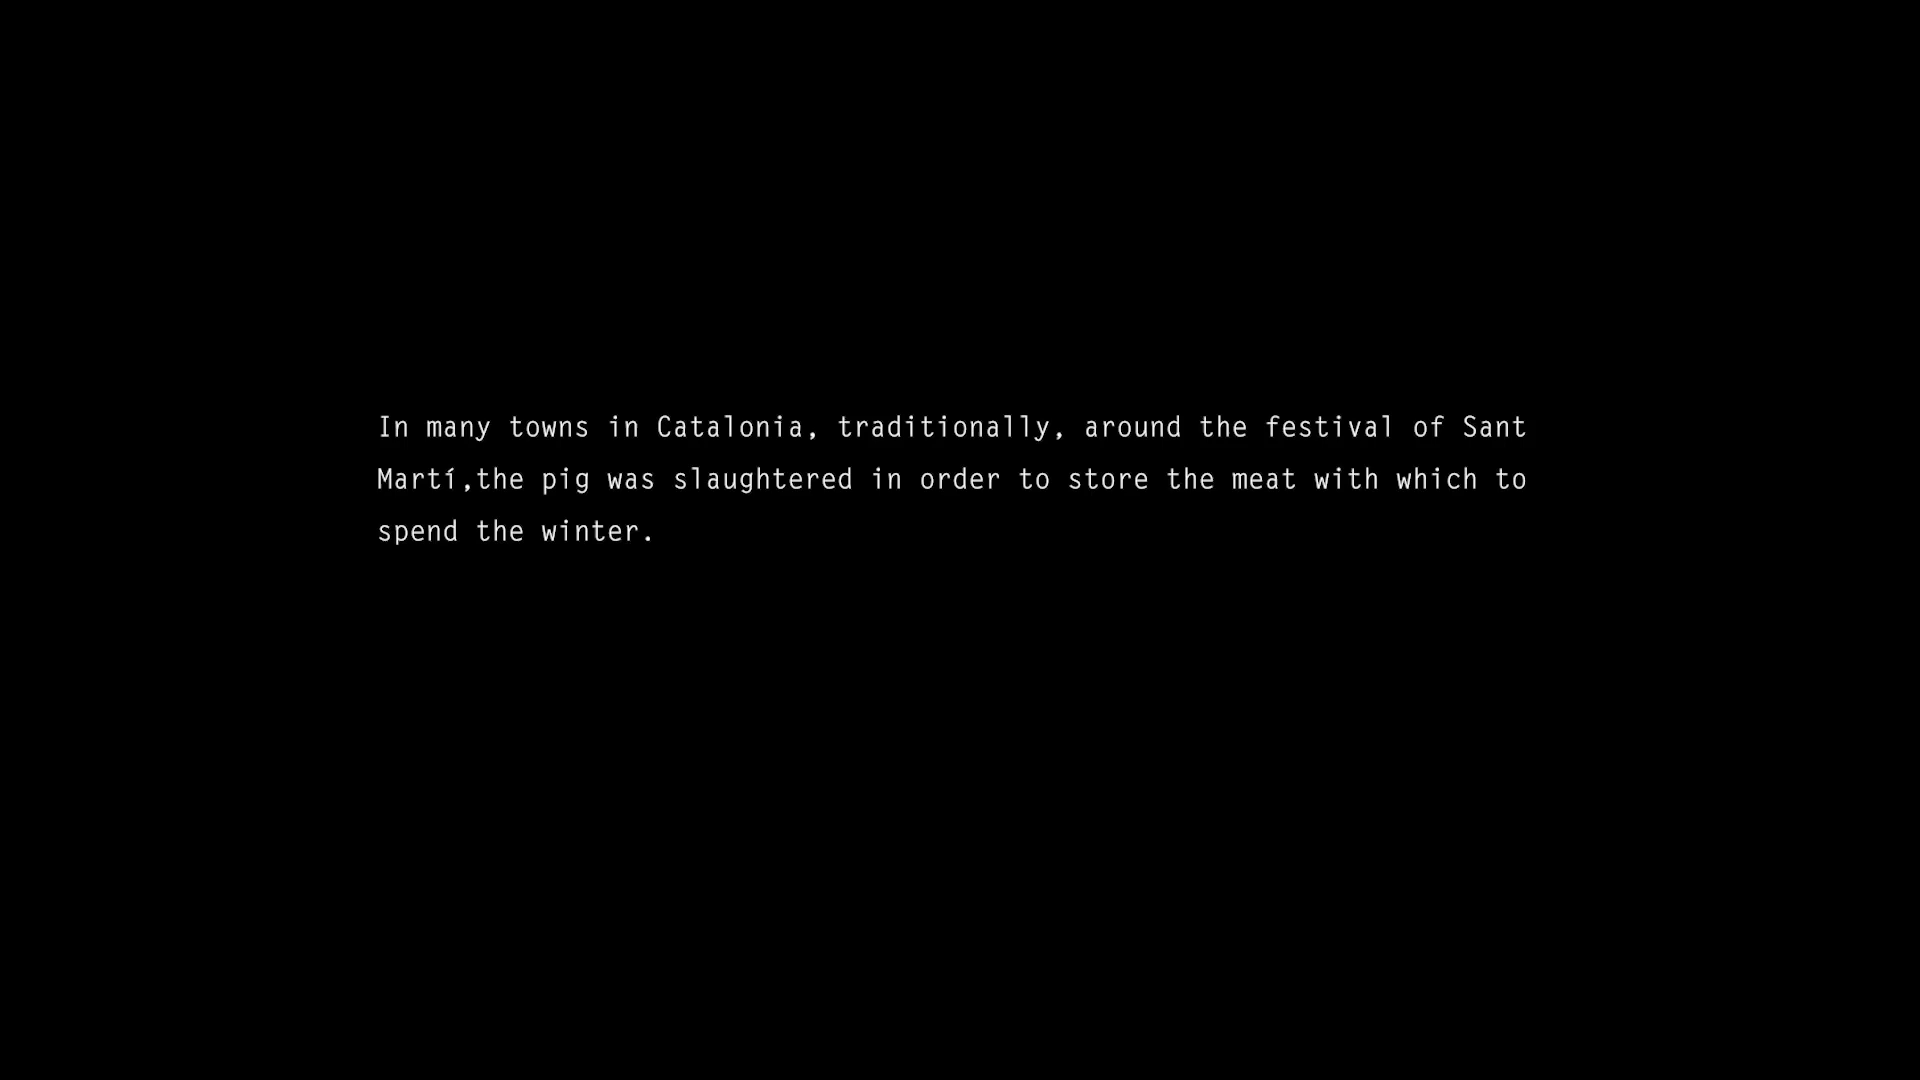 In many towns in Catalonia, traditionally, around the festival of Sant
Martí,the pig was slaughtered in order to store the meat with which to
spend the winter.